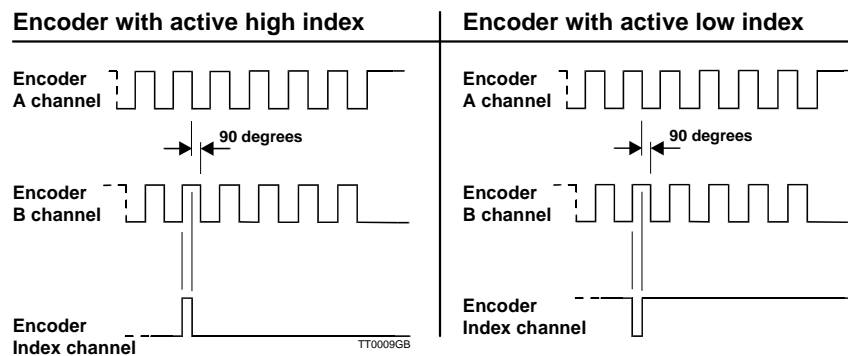 Encoder with active high index
Encoder
A channel
90 degrees
Encoder
B channel
Encoder
Index channel
TT0009GB
Encoder with active low index
Encoder
A channel
90 degrees
Encoder
B channel
Encoder
Index channel